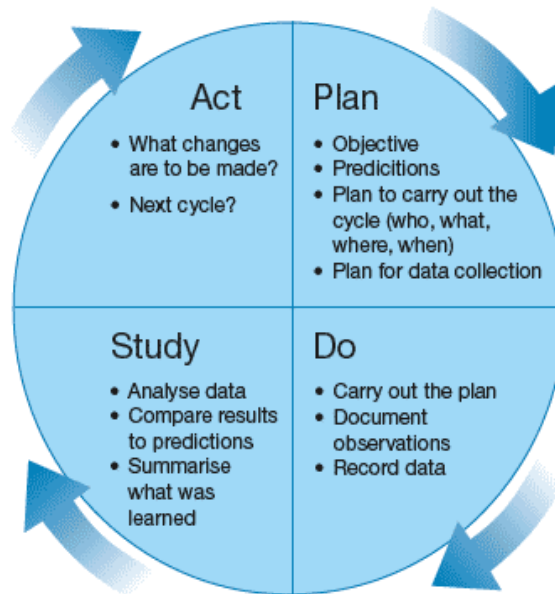 Act
• What changes
are to be made?
• Next cycle?
Plan
• Objective
• Predicitions
• Plan to carry out the
cycle (who, what,
where, when)
• Plan for data collection
Study
• Analyse data
• Compare results
to predictions
• Summarise
what was
learned
Do
• Carry out the plan
• Document
observations
• Record data